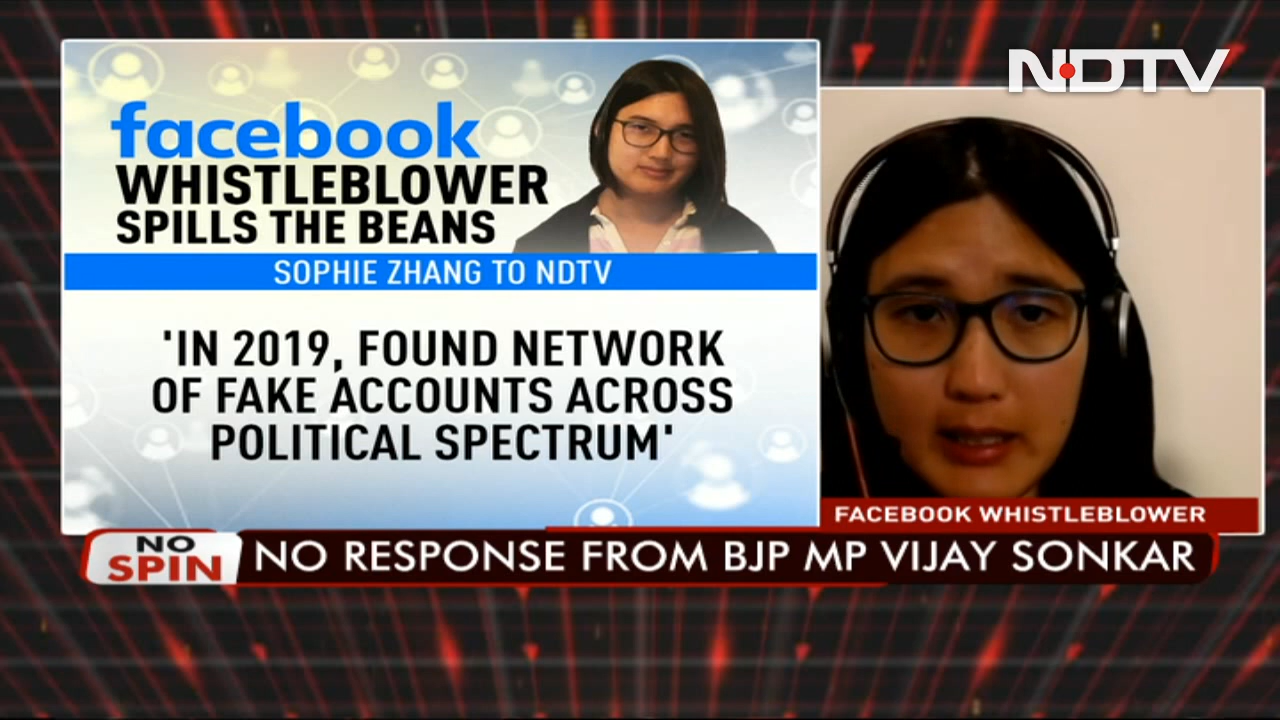 NDTV
facebook
WHISTLEBLOWER
SPILLS THE BEANS
SOPHIE ZHANG TO NDTV
'IN 2019, FOUND NETWORK
OF FAKE ACCOUNTS ACROSS
POLITICAL SPECTRUM'
FACEBOOK WHISTLEBLOWER
NO
SPIN
NO RESPONSE FROM BJP MP VIJAY SONKAR